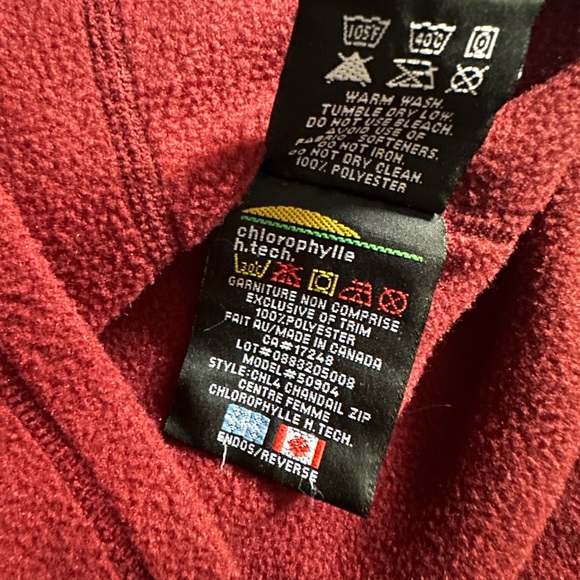 105F 40C
WARM WASH.
TUMBLE DRY LOW.
DO NOT USE BLEACH.
AVOID USE OF
FABRIC SOFTENERS.
DO NOT IRON.
DO NOT DRY CLEAN.
100% POLYESTER
chlorophylle
h.tech.
30°C
GARNITURE NON COMPRISE
EXCLUSIVE OF TRIM
100%POLYESTER
FAIT AU/MADE IN CANADA
CA#17248
LOT#0883205008
MODEL#50904
STYLE:CHL4 CHANDAIL ZIP
CENTRE FEMME
CHLOROPHYLLE H.TECH.
ENDOS/REVERSE